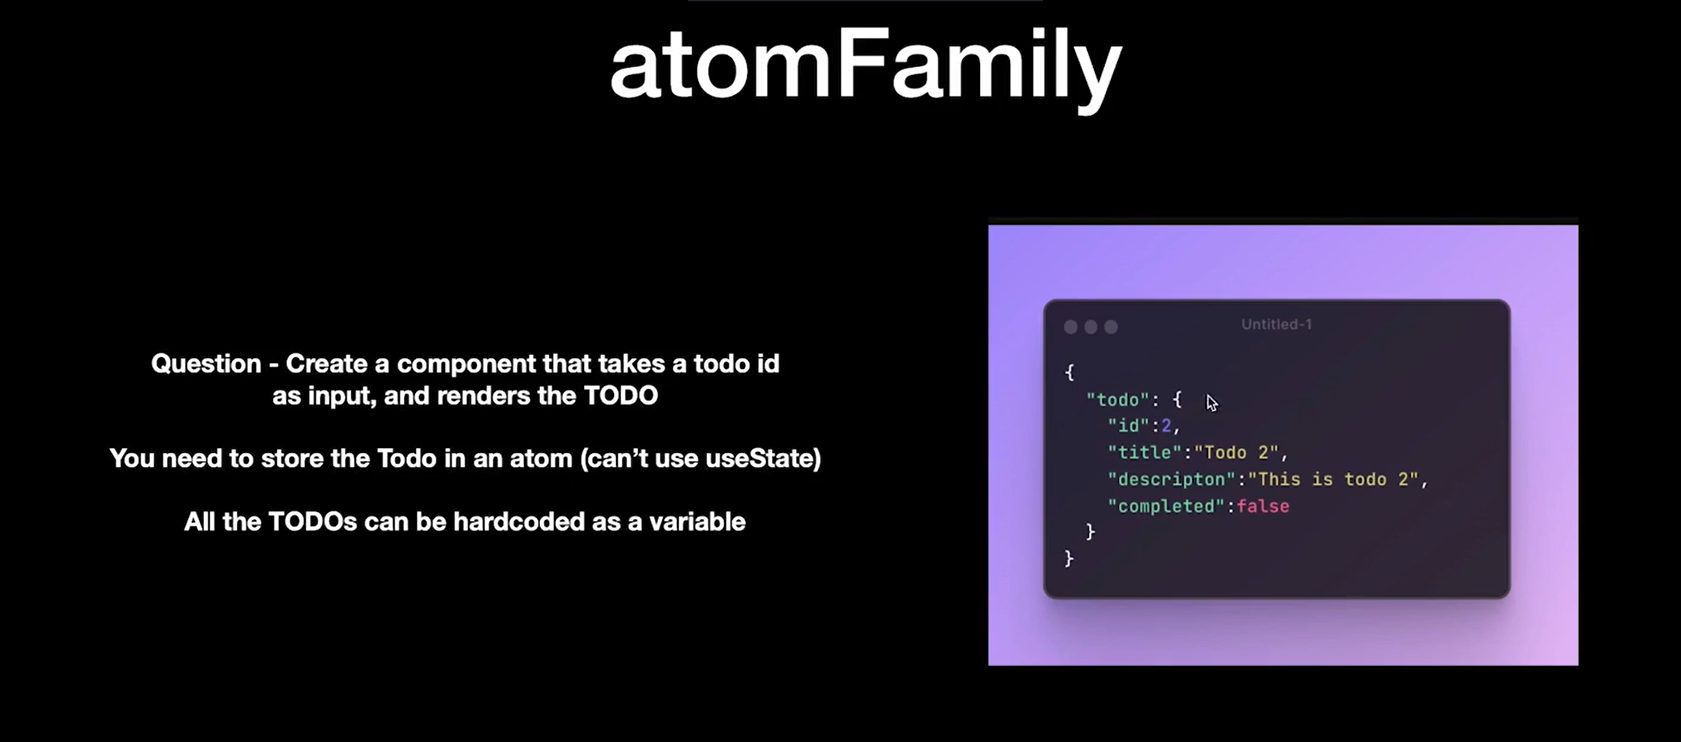 atomFamily
Question - Create a component that takes a todo id
as input, and renders the TODO
You need to store the Todo in an atom (can’t use useState)
All the TODOs can be hardcoded as a variable
Untitled-1
{
"todo": {
"id":2,
"title":"Todo 2",
"descripton":"This is todo 2",
"completed":false
}
}